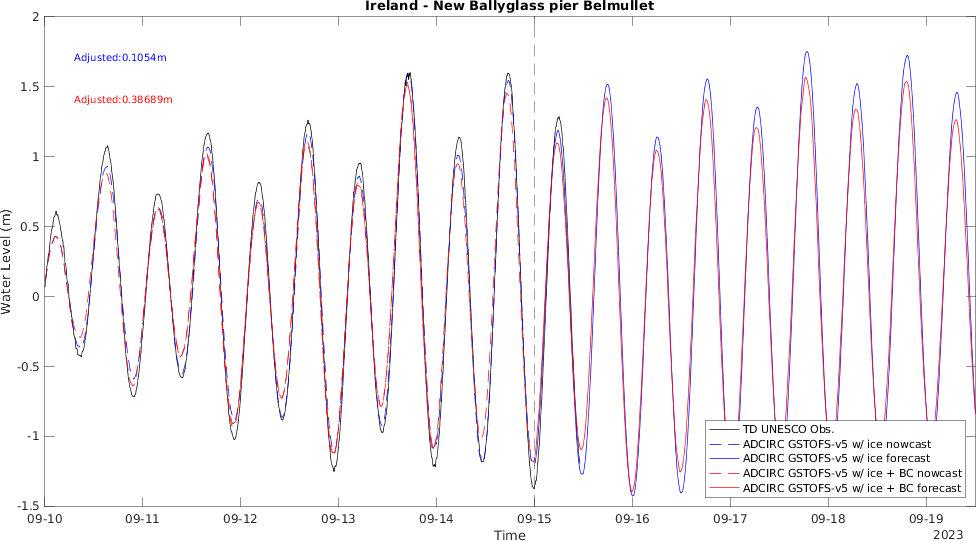 Ireland - New Ballyglass pier Belmullet
Adjusted:0.1054m
Adjusted:0.38689m
Water Level (m)
2
1.5
1
0.5
0
-0.5
-1
-1.5
09-10
09-11
09-12
09-13
09-14
09-15
09-16
09-17
09-18
09-19
Time
2023
TD UNESCO Obs.
ADCIRC GSTOFS-v5 w/ ice nowcast
ADCIRC GSTOFS-v5 w/ ice forecast
ADCIRC GSTOFS-v5 w/ ice + BC nowcast
ADCIRC GSTOFS-v5 w/ ice + BC forecast